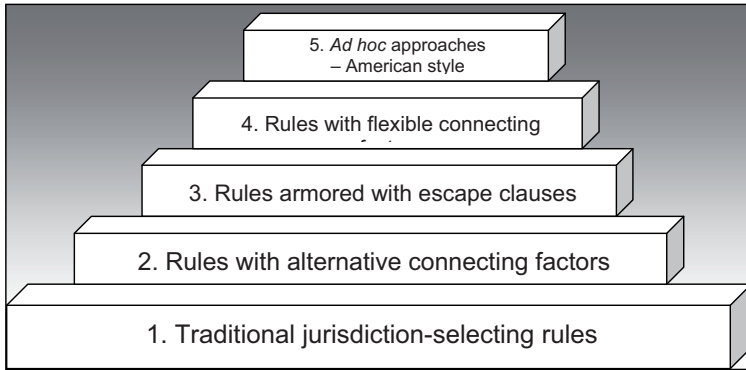 5. Ad hoc approaches
– American style
4. Rules with flexible connecting
3. Rules armored with escape clauses
2. Rules with alternative connecting factors
1. Traditional jurisdiction-selecting rules